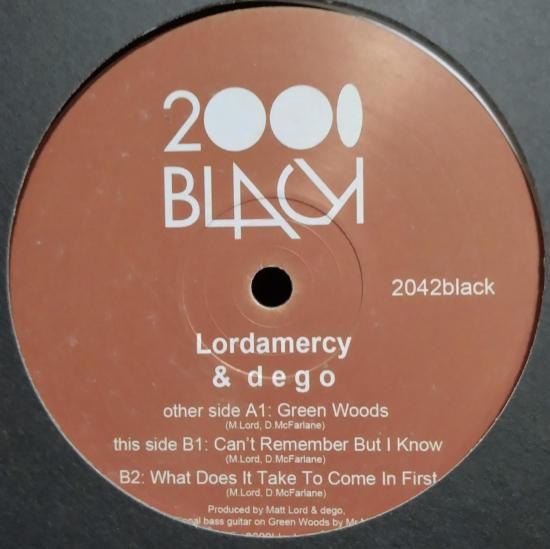 2000
BLACK
2042black
Lordamercy
& dego
other side A1: Green Woods
(M.Lord, D.McFarlane)
this side B1: Can't Remember But I Know
(M.Lord, D.McFarlane)
B2: What Does It Take To Come In First
(M.Lord, D.McFarlane)
Produced by Matt Lord & dego,
bass guitar on Green Woods by